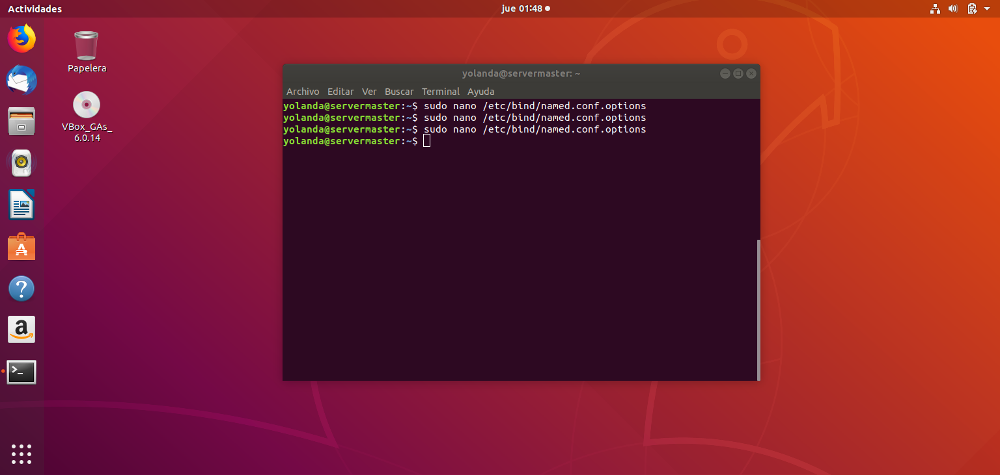 Actividades
jue 01:48
Papelera
VBox_GAs_
6.0.14
yolanda@servermaster: ~
Archivo Editar Ver Buscar Terminal Ayuda
yolanda@servermaster:~$ sudo nano /etc/bind/named.conf.options
yolanda@servermaster:~$ sudo nano /etc/bind/named.conf.options
yolanda@servermaster:~$ sudo nano /etc/bind/named.conf.options
yolanda@servermaster:~$